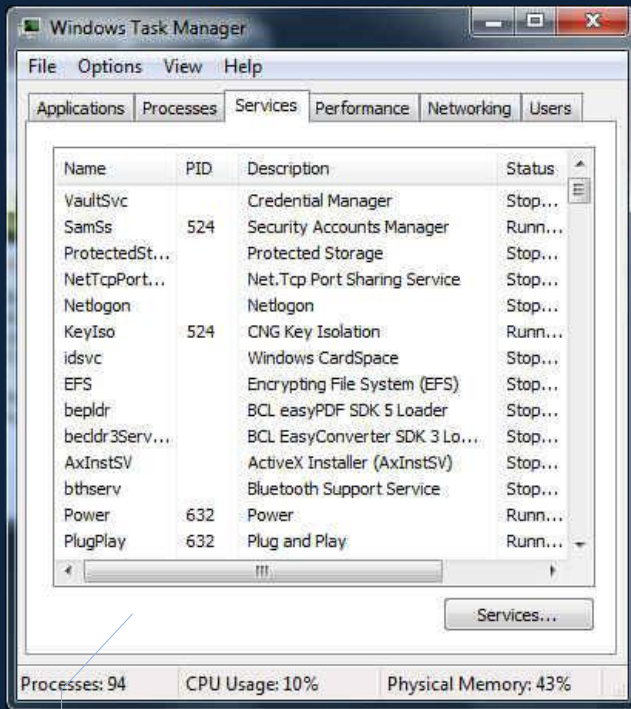 Windows Task Manager
File Options View Help
Applications Processes Services Performance Networking Users
Name PID Description Status
VaultSvc Credential Manager Stop...
SamSs 524 Security Accounts Manager Runn...
ProtectedSt... Protected Storage Stop...
NetTcpPort... Net.Tcp Port Sharing Service Stop...
Netlogon Netlogon Stop...
KeyIso 524 CNG Key Isolation Runn...
idsvc Windows CardSpace Stop...
EFS Encrypting File System (EFS) Stop...
bepldr BCL easyPDF SDK 5 Loader Stop...
becldr3Serv... BCL EasyConverter SDK 3 Lo... Stop...
AxInstSV ActiveX Installer (AxInstSV) Stop...
bthserv Bluetooth Support Service Stop...
Power 632 Power Runn...
PlugPlay 632 Plug and Play Runn...
Services...
Processes: 94 CPU Usage: 10% Physical Memory: 43%